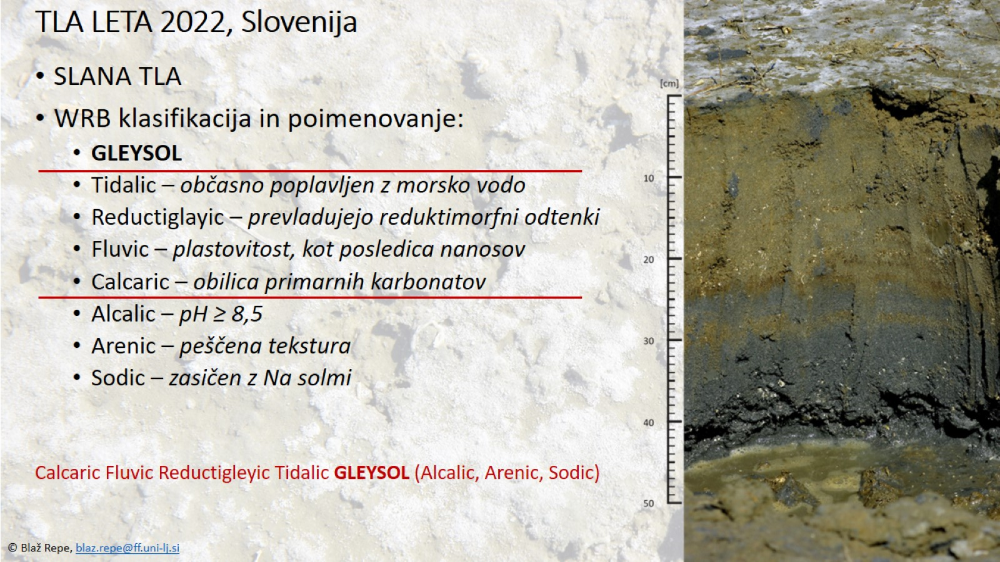 TLA LETA 2022, Slovenija
• SLANA TLA
• WRB klasifikacija in poimenovanje:
• GLEYSOL
• Tidalic – občasno poplavljen z morsko vodo
• Reductiglayic – prevladujejo reduktimorfni odtenki
• Fluvic – plastovitost, kot posledica nanosov
• Calcaric – obilica primarnih karbonatov
• Alcalic – pH ≥ 8,5
• Arenic – peščena tekstura
• Sodic – zasičen z Na solmi
Calcaric Fluvic Reductigleyic Tidalic GLEYSOL (Alcalic, Arenic, Sodic)
© Blaž Repe, blaz.repe@ff.uni-lj.si
[cm]
10
20
30
40
50